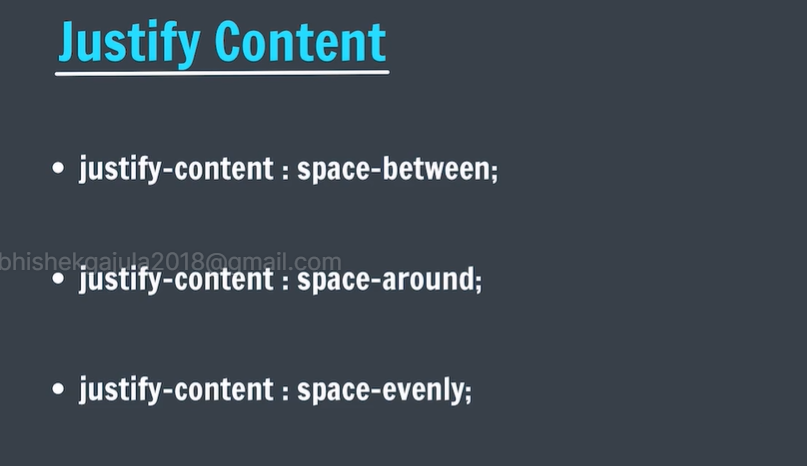 Justify Content
• justify-content : space-between;
bhishekgajula2018@gmail.com
• justify-content : space-around;
• justify-content : space-evenly;